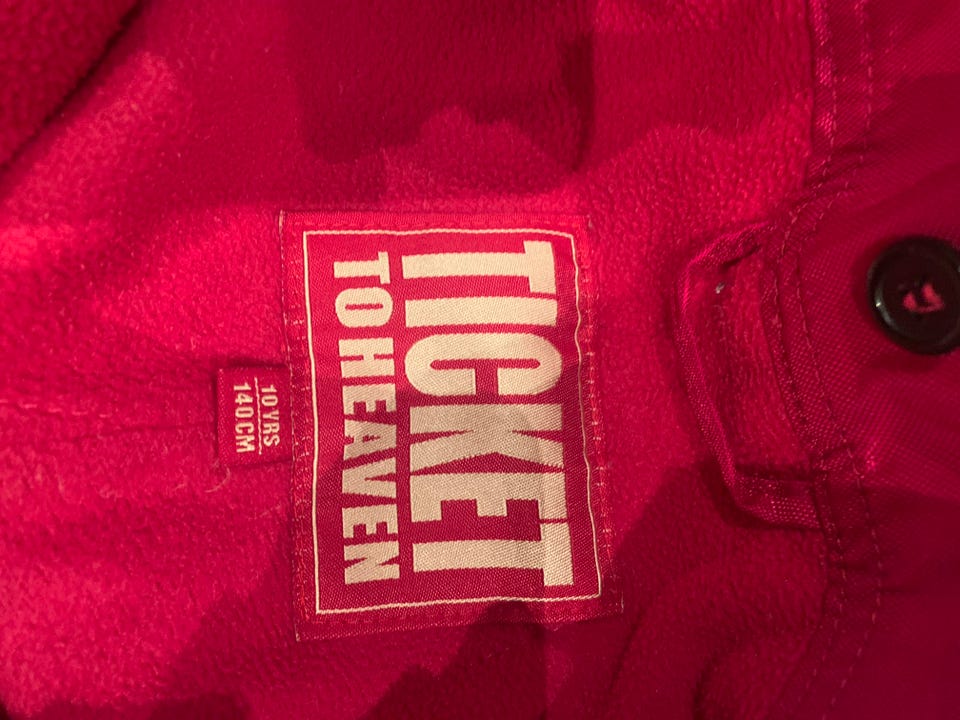 TICKET
TO HEAVEN
10 YRS
140 CM